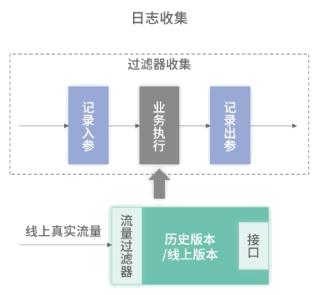 日志收集
过滤器收集
记录入参
业务执行
记录出参
线上真实流量
流量过滤器
历史版本
/线上版本
接口